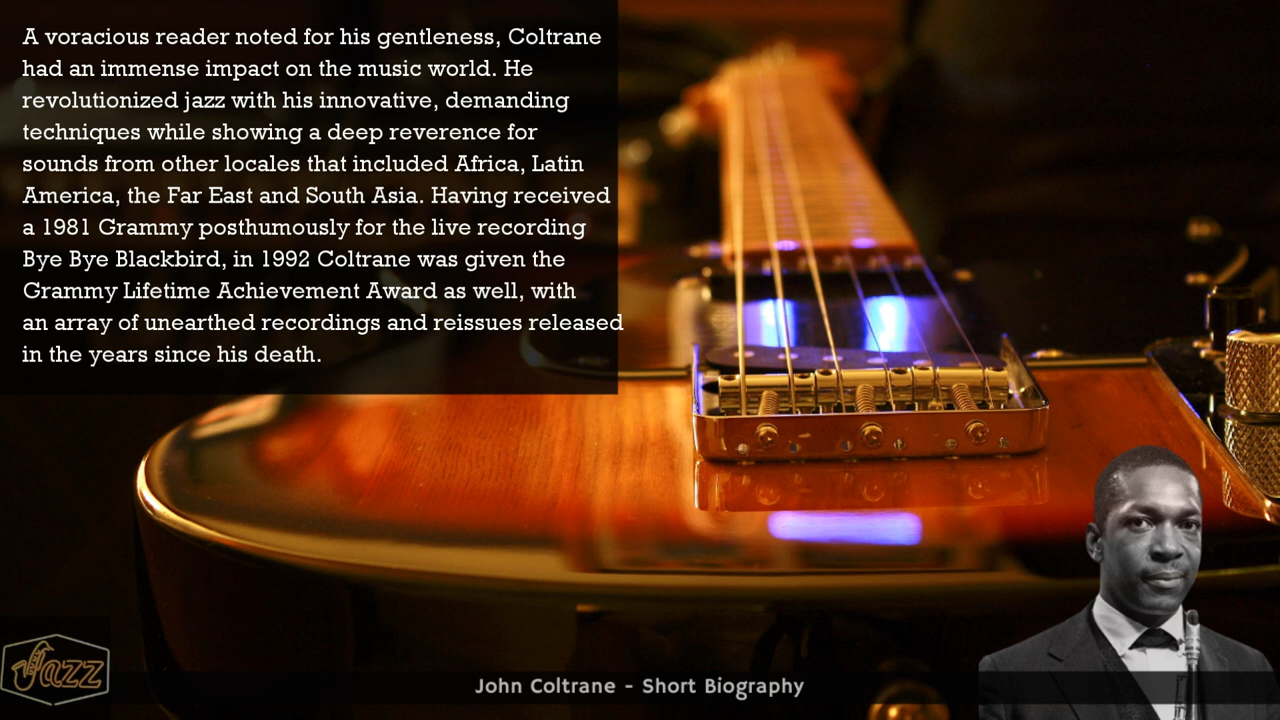 A voracious reader noted for his gentleness, Coltrane
had an immense impact on the music world. He
revolutionized jazz with his innovative, demanding
techniques while showing a deep reverence for
sounds from other locales that included Africa, Latin
America, the Far East and South Asia. Having received
a 1981 Grammy posthumously for the live recording
Bye Bye Blackbird, in 1992 Coltrane was given the
Grammy Lifetime Achievement Award as well, with
an array of unearthed recordings and reissues released
in the years since his death.
Jazz
John Coltrane - Short Biography